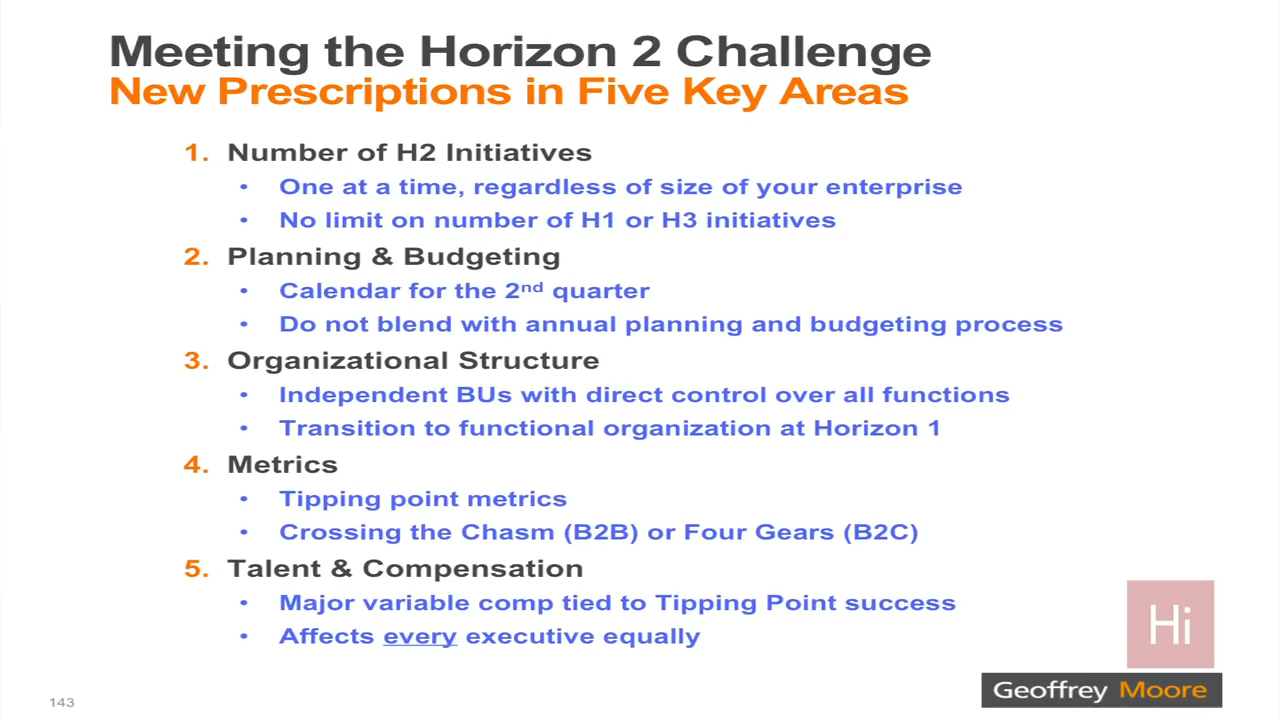 Meeting the Horizon 2 Challenge
New Prescriptions in Five Key Areas
1. Number of H2 Initiatives
• One at a time, regardless of size of your enterprise
• No limit on number of H1 or H3 initiatives
2. Planning & Budgeting
• Calendar for the 2nd quarter
• Do not blend with annual planning and budgeting process
3. Organizational Structure
• Independent BUs with direct control over all functions
• Transition to functional organization at Horizon 1
4. Metrics
• Tipping point metrics
• Crossing the Chasm (B2B) or Four Gears (B2C)
5. Talent & Compensation
• Major variable comp tied to Tipping Point success
• Affects every executive equally
Hi
Geoffrey Moore
143